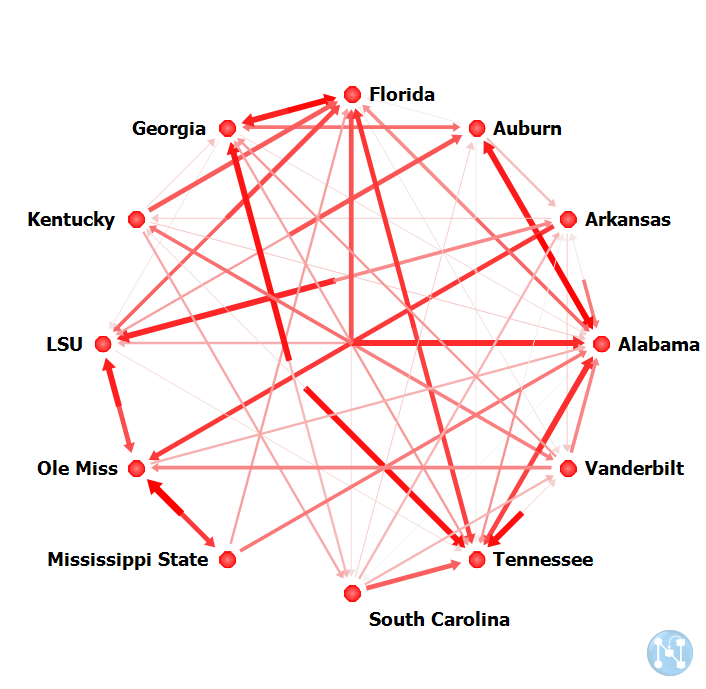 Florida
Georgia
Auburn
Kentucky
Arkansas
LSU
Alabama
Ole Miss
Vanderbilt
Mississippi State
Tennessee
South Carolina
N